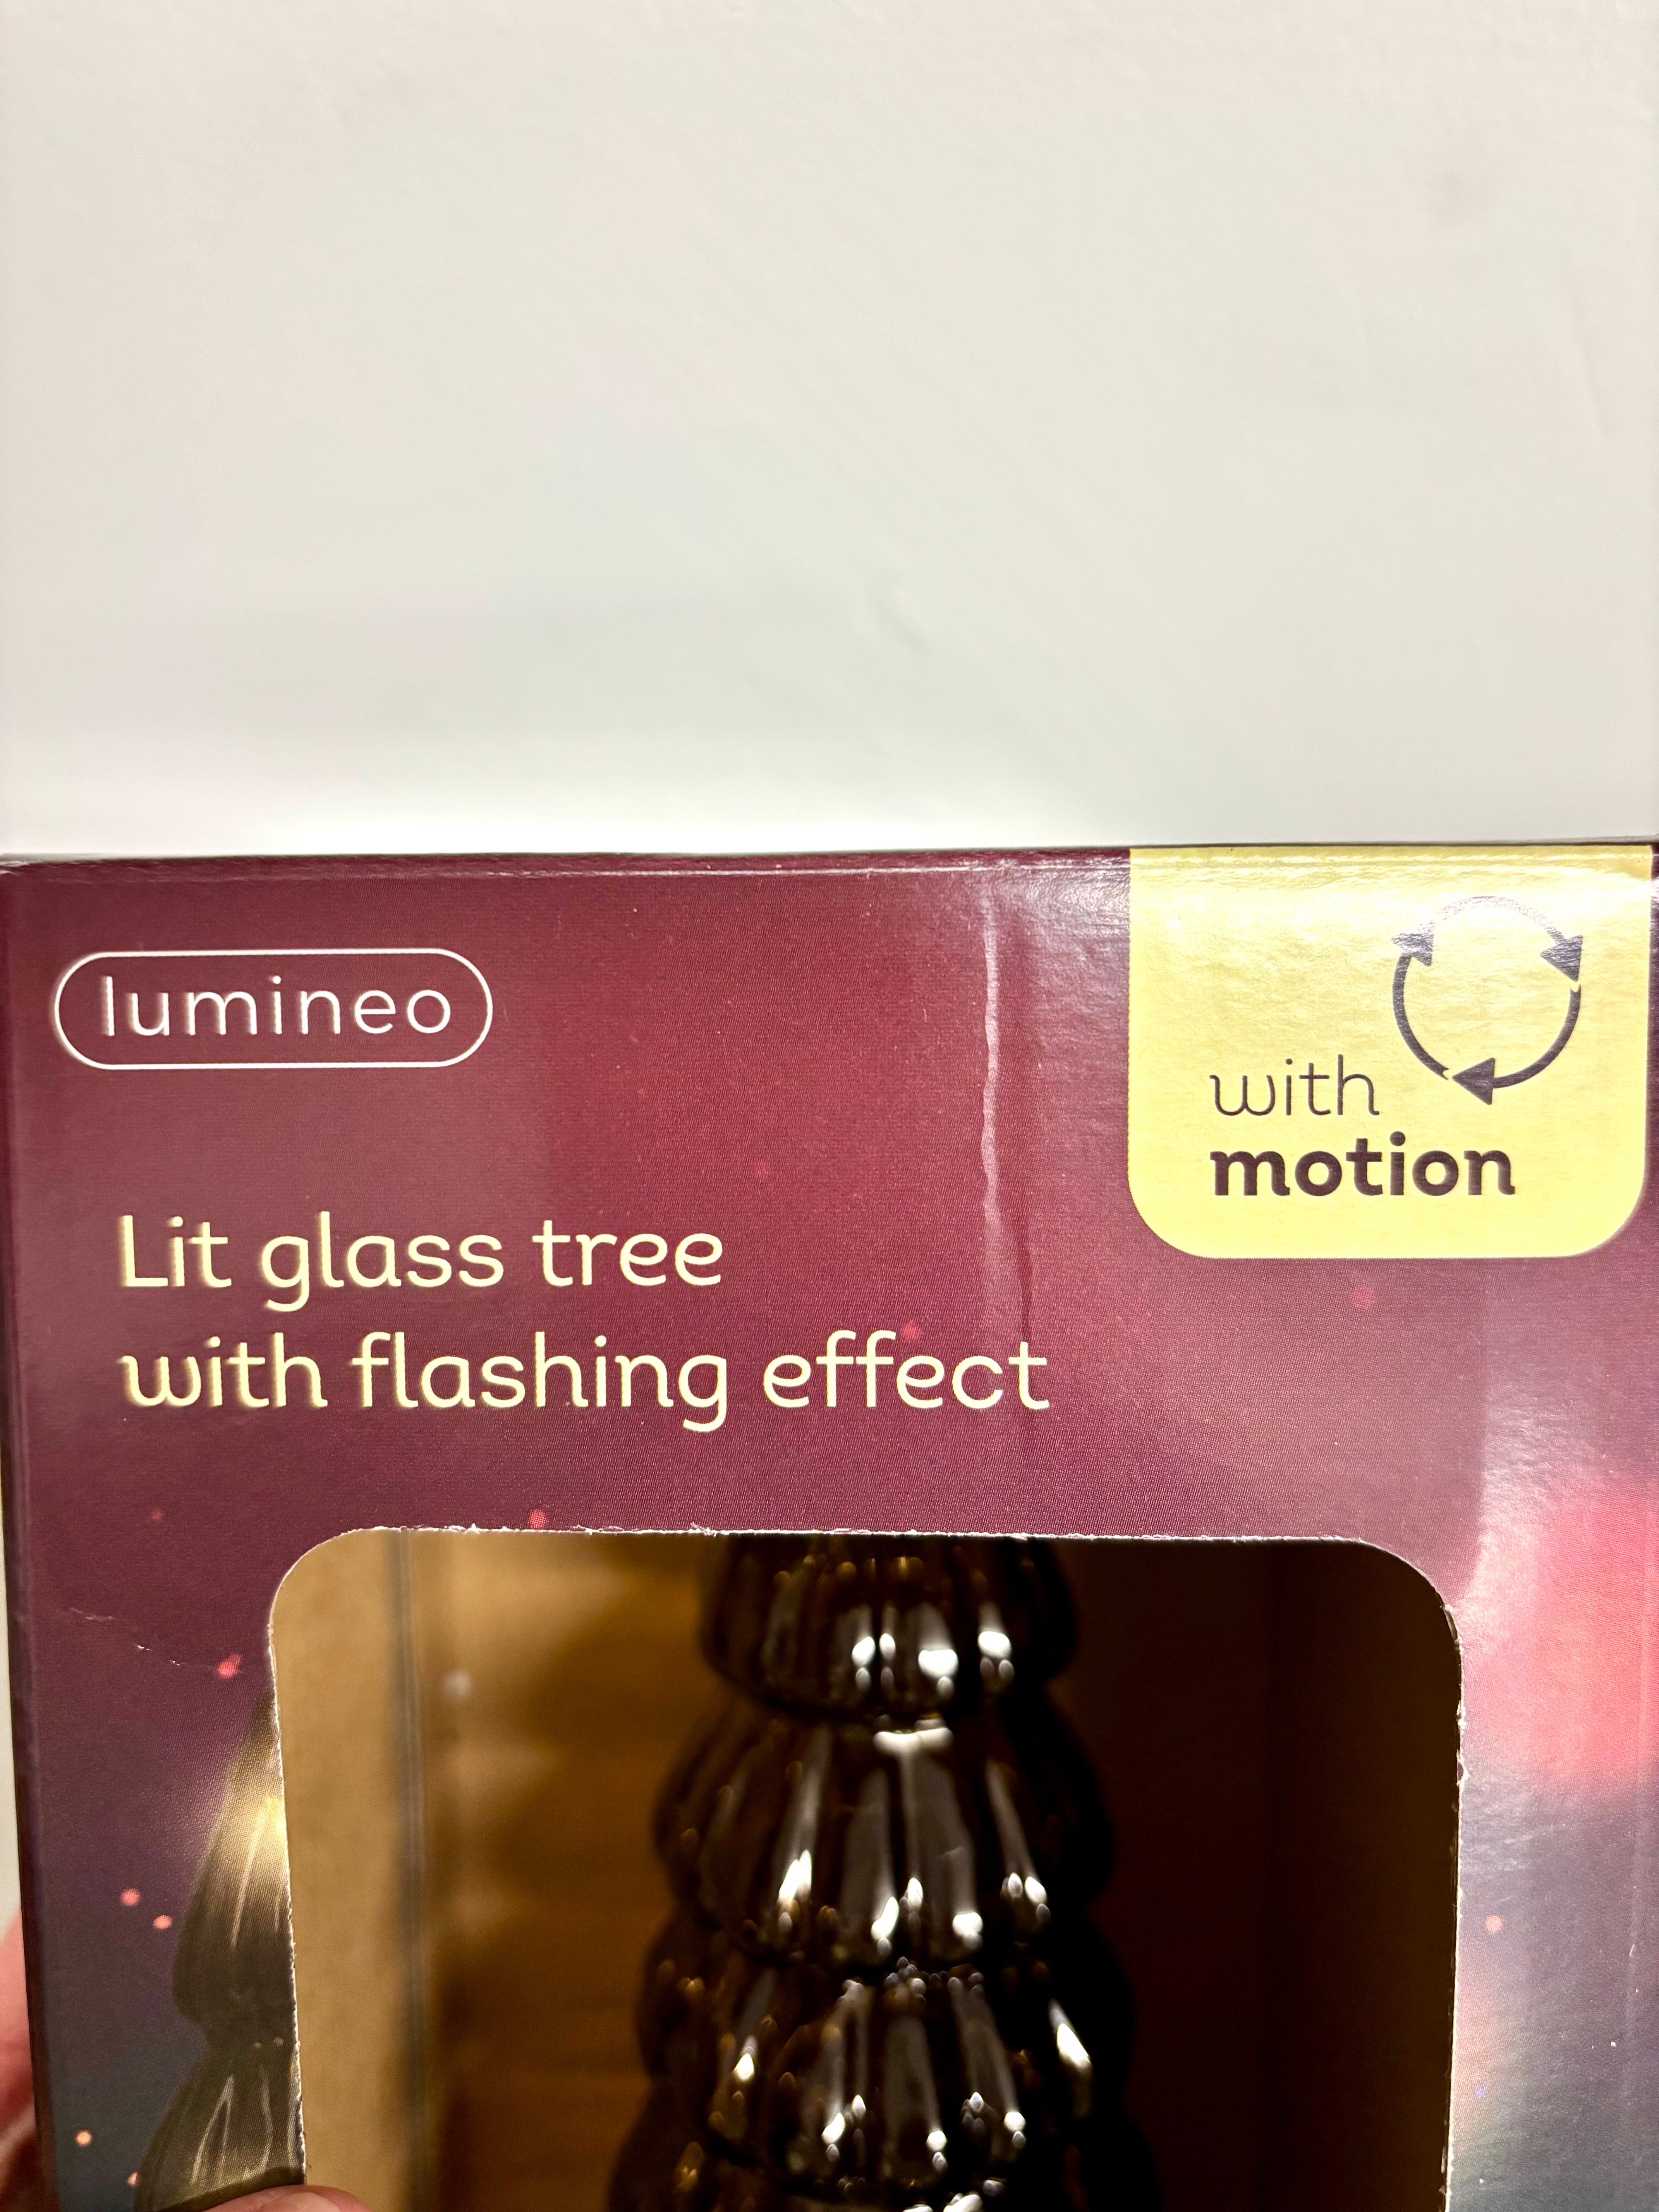 lumineo
with
motion
Lit glass tree
with flashing effect